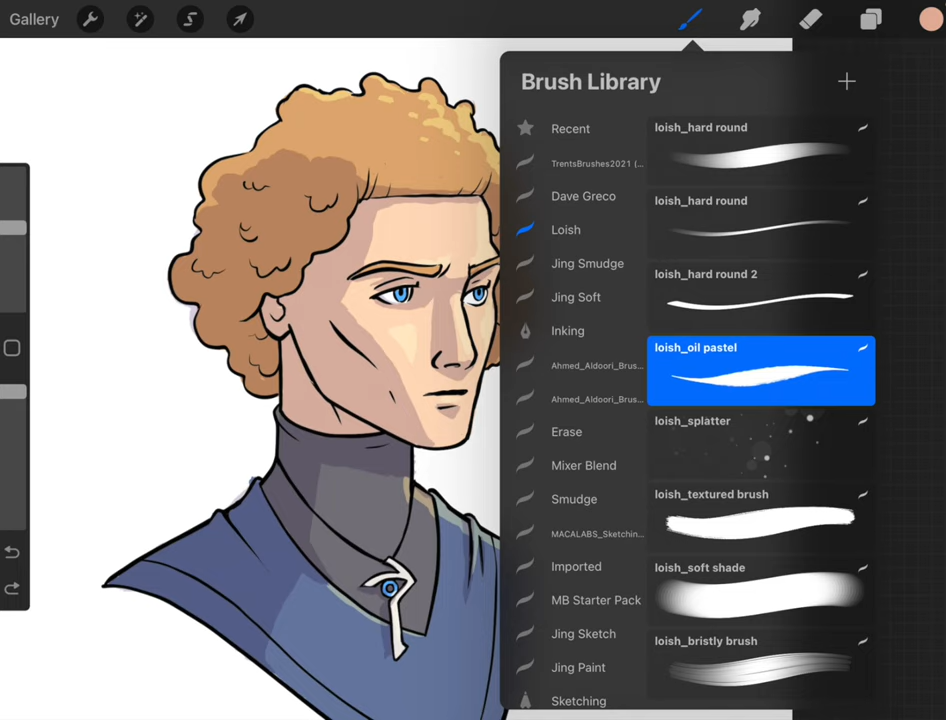 Gallery
Brush Library
Recent
TrentsBrushes2021 (...
Dave Greco
Loish
Jing Smudge
Jing Soft
Inking
Ahmed_Aldoori_Brus...
Ahmed_Aldoori_Brus...
Erase
Mixer Blend
Smudge
MACALABS_Sketchin...
Imported
MB Starter Pack
Jing Sketch
Jing Paint
Sketching
loish_hard round
loish_hard round
loish_hard round 2
loish_oil pastel
loish_splatter
loish_textured brush
loish_soft shade
loish_bristly brush